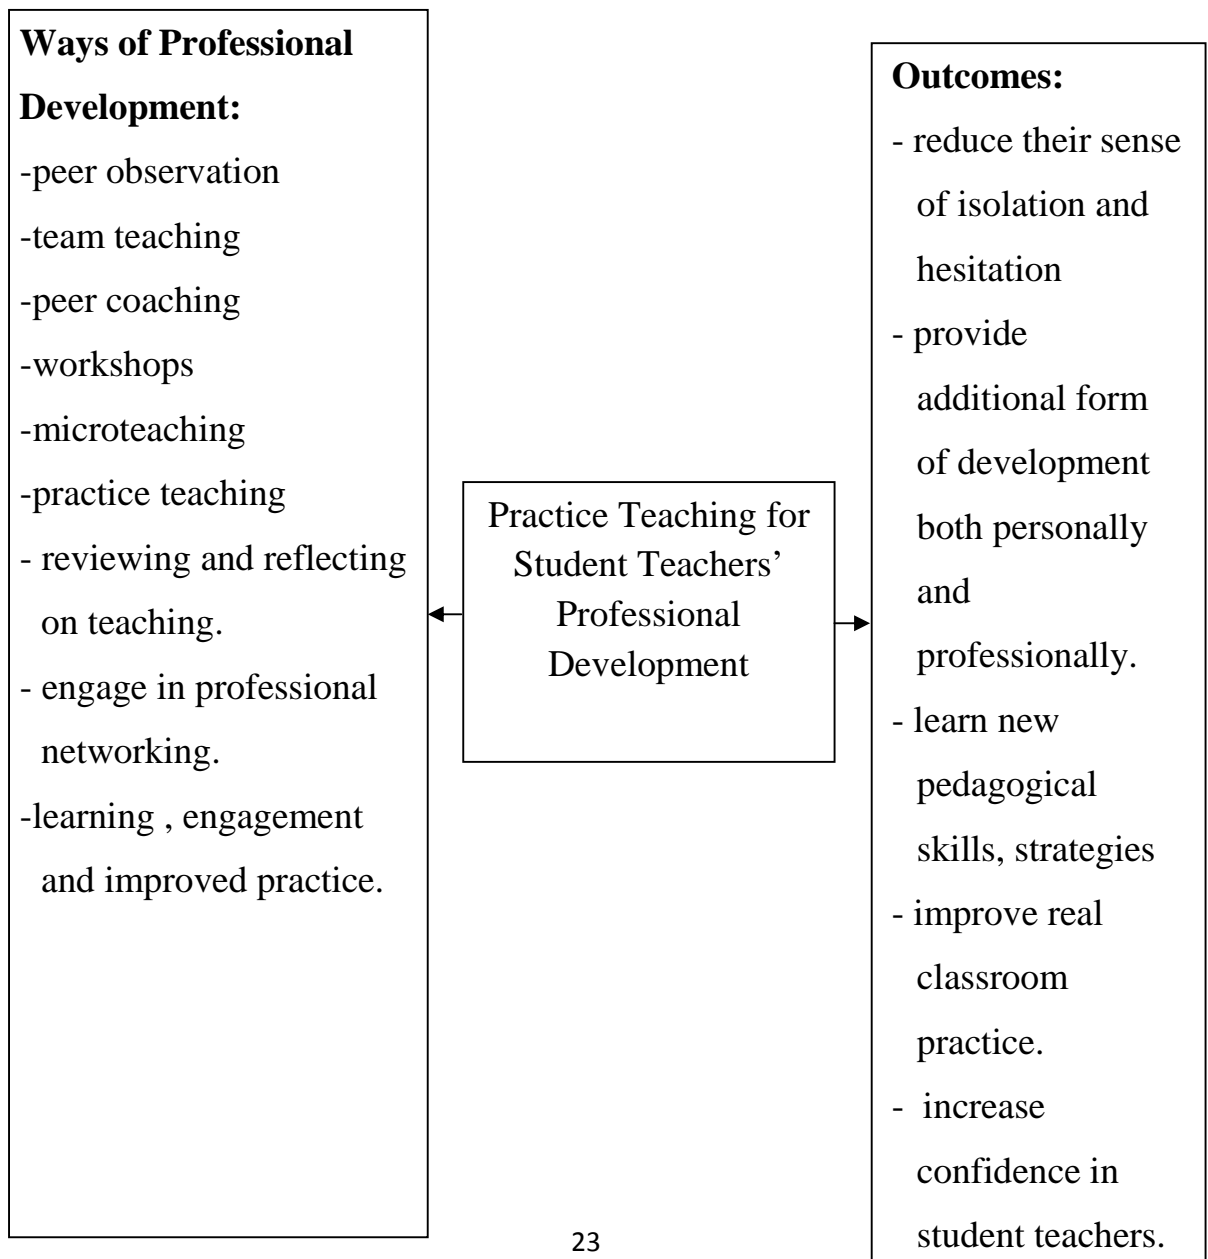 Ways of Professional
Development:
-peer observation
-team teaching
-peer coaching
-workshops
-microteaching
-practice teaching
- reviewing and reflecting
on teaching.
- engage in professional
networking.
-learning , engagement
and improved practice.
Practice Teaching for
Student Teachers’
Professional
Development
Outcomes:
- reduce their sense
of isolation and
hesitation
- provide
additional form
of development
both personally
and
professionally.
- learn new
pedagogical
skills, strategies
- improve real
classroom
practice.
- increase
confidence in
student teachers.
23